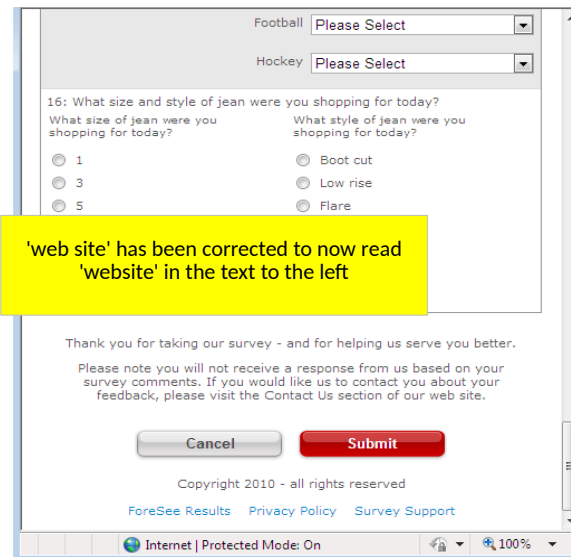 Football Please Select
Hockey Please Select
16: What size and style of jean were you shopping for today?
What size of jean were you
shopping for today?
What style of jean were you
shopping for today?
1
3
5
Boot cut
Low rise
Flare
'web site' has been corrected to now read
'website' in the text to the left
Thank you for taking our survey - and for helping us serve you better.
Please note you will not receive a response from us based on your
survey comments. If you would like us to contact you about your
feedback, please visit the Contact Us section of our web site.
Cancel Submit
Copyright 2010 - all rights reserved
ForeSee Results Privacy Policy Survey Support
Internet | Protected Mode: On 100%